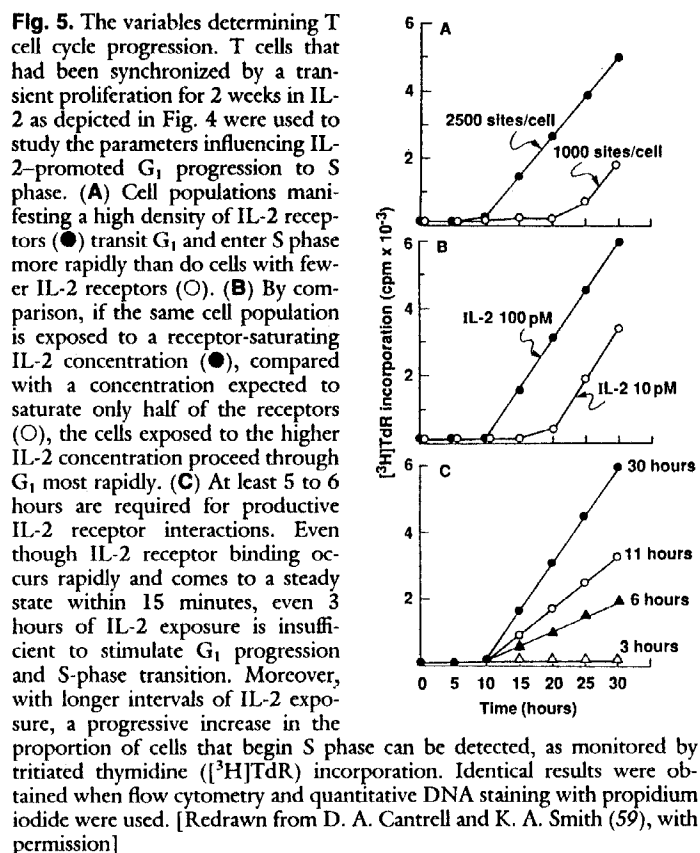 Fig. 5. The variables determining T
cell cycle progression. T cells that
had been synchronized by a tran-
sient proliferation for 2 weeks in IL-
2 as depicted in Fig. 4 were used to
study the parameters influencing IL-
2–promoted G₁ progression to S
phase. (A) Cell populations mani-
festing a high density of IL-2 recep-
tors (●) transit G₁ and enter S phase
more rapidly than do cells with few-
er IL-2 receptors (○). (B) By com-
parison, if the same cell population
is exposed to a receptor-saturating
IL-2 concentration (●), compared
with a concentration expected to
saturate only half of the receptors
(○), the cells exposed to the higher
IL-2 concentration proceed through
G₁ most rapidly. (C) At least 5 to 6
hours are required for productive
IL-2 receptor interactions. Even
though IL-2 receptor binding oc-
curs rapidly and comes to a steady
state within 15 minutes, even 3
hours of IL-2 exposure is insuffi-
cient to stimulate G₁ progression
and S-phase transition. Moreover,
with longer intervals of IL-2 expo-
sure, a progressive increase in the
proportion of cells that begin S phase can be detected, as monitored by
tritiated thymidine ([³H]TdR) incorporation. Identical results were ob-
tained when flow cytometry and quantitative DNA staining with propidium
iodide were used. [Redrawn from D. A. Cantrell and K. A. Smith (59), with
permission]
[³H]TdR incorporation (cpm x 10⁻³)
A
6
4
2
2500 sites/cell
1000 sites/cell
B
6
4
2
IL-2 100 pM
IL-2 10 pM
C
6
4
2
30 hours
11 hours
6 hours
3 hours
0 5 10 15 20 25 30
Time (hours)